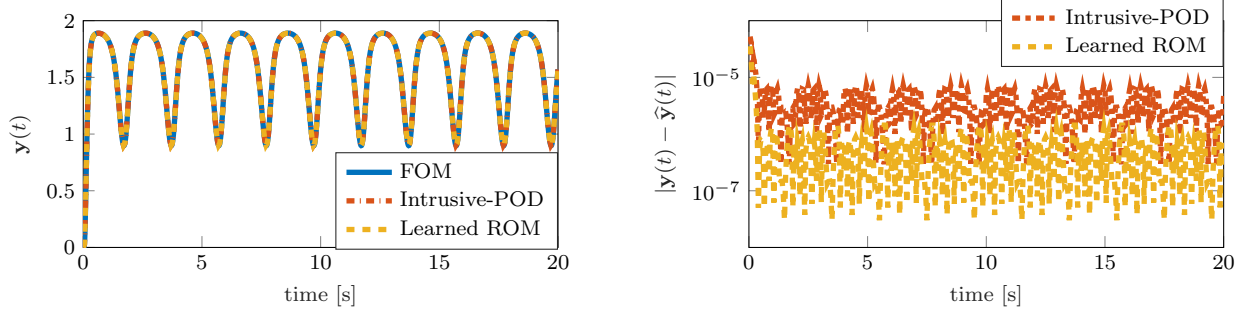 2
1.5
1
0.5
0
0 5 10 15 20
time [s]
y(t)
FOM
Intrusive-POD
Learned ROM
10⁻⁵
10⁻⁷
0 5 10 15 20
time [s]
|y(t) − ŷ(t)|
Intrusive-POD
Learned ROM